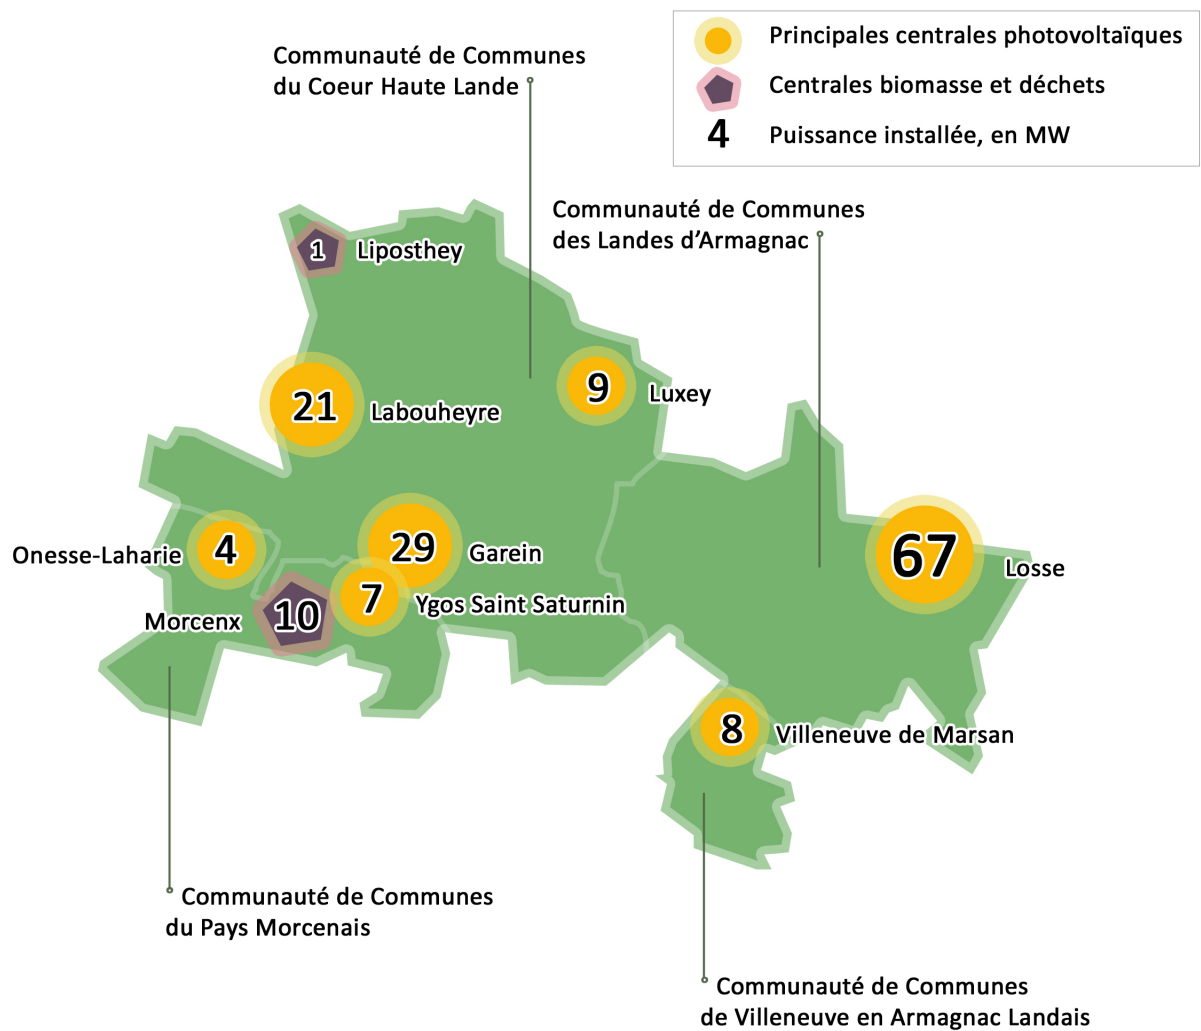 Principales centrales photovoltaïques
Centrales biomasse et déchets
4 Puissance installée, en MW
Communauté de Communes
du Coeur Haute Lande
Communauté de Communes
des Landes d’Armagnac
1 Liposthey
21 Labouheyre
9 Luxey
Onesse-Laharie 4
29 Garein
67 Losse
7 Ygos Saint Saturnin
Morcenx 10
8 Villeneuve de Marsan
Communauté de Communes
du Pays Morcenais
Communauté de Communes
de Villeneuve en Armagnac Landais